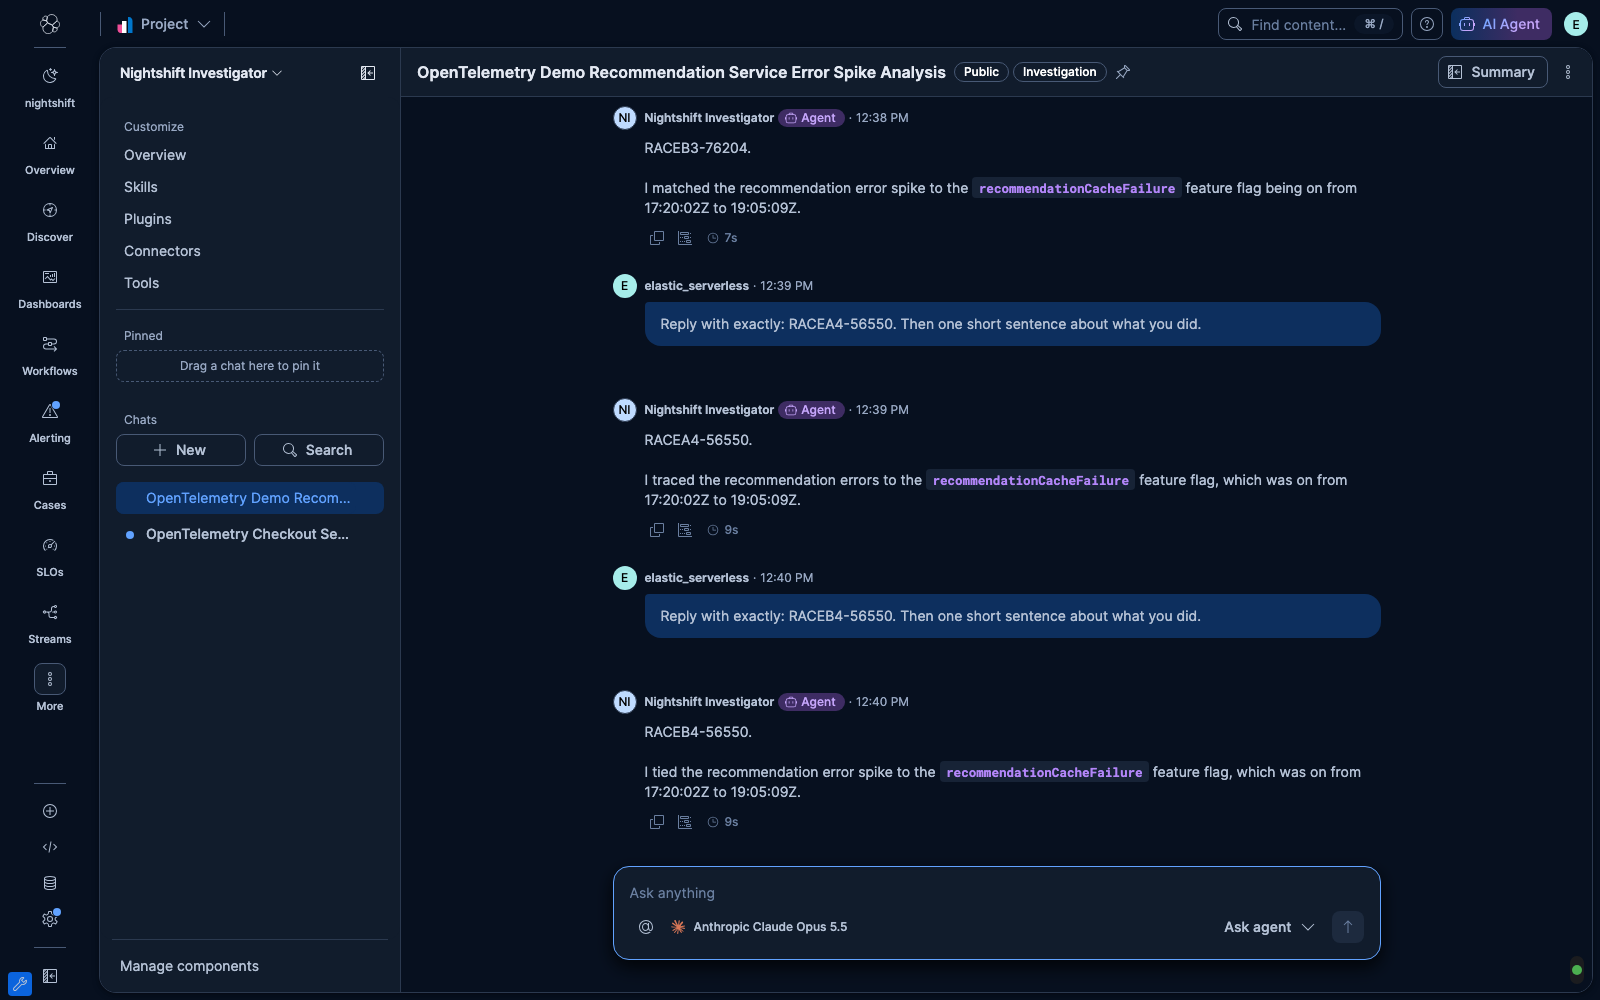 Project
Find content...
⌘ /
AI Agent
E
nightshift
Overview
Discover
Dashboards
Workflows
Alerting
Cases
SLOs
Streams
More
Nightshift Investigator
Customize
Overview
Skills
Plugins
Connectors
Tools
Pinned
Drag a chat here to pin it
Chats
New
Search
OpenTelemetry Demo Recom...
OpenTelemetry Checkout Se...
Manage components
OpenTelemetry Demo Recommendation Service Error Spike Analysis
Public
Investigation
Summary
NI Nightshift Investigator Agent · 12:38 PM
RACEB3-76204.
I matched the recommendation error spike to the recommendationCacheFailure feature flag being on from
17:20:02Z to 19:05:09Z.
7s
E elastic_serverless · 12:39 PM
Reply with exactly: RACEA4-56550. Then one short sentence about what you did.
NI Nightshift Investigator Agent · 12:39 PM
RACEA4-56550.
I traced the recommendation errors to the recommendationCacheFailure feature flag, which was on from
17:20:02Z to 19:05:09Z.
9s
E elastic_serverless · 12:40 PM
Reply with exactly: RACEB4-56550. Then one short sentence about what you did.
NI Nightshift Investigator Agent · 12:40 PM
RACEB4-56550.
I tied the recommendation error spike to the recommendationCacheFailure feature flag, which was on from
17:20:02Z to 19:05:09Z.
9s
Ask anything
@ Anthropic Claude Opus 5.5
Ask agent